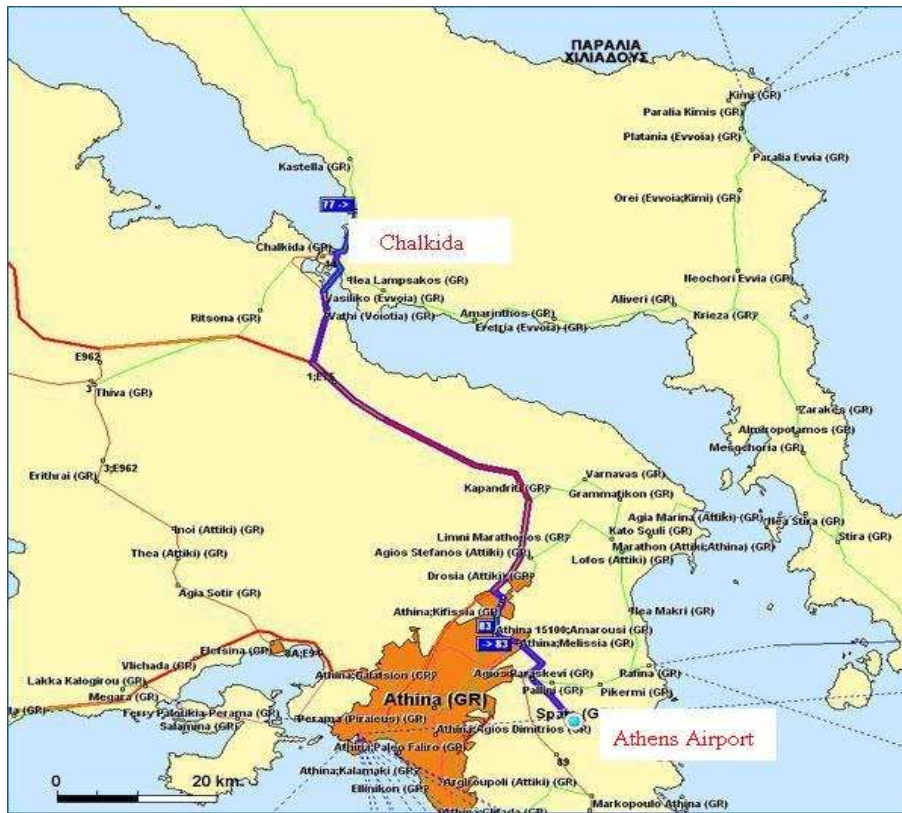 ΠΑΡΑΛΙΑ
ΧΙΛΙΑΔΟΥΣ
Kimi (GR)
Paralia Kimis (GR)
Platania (Evvoia) (GR)
Paralia Evvia (GR)
Kastella (GR)
Orei (Evvoia;Kimi) (GR)
77 ->
Chalkida
Chalkida (GR)
Nea Lampsakos (GR)
Neochori Evvia (GR)
Vasiliko (Evvoia) (GR)
Aliveri (GR)
Ritsona (GR)
Vathi (Voiotia) (GR)
Amarinthos (GR)
Krieza (GR)
Eretria (Evvoia) (GR)
E962
3
Thiva (GR)
Zarakes (GR)
Almiropotamos (GR)
Mesochoria (GR)
3;E962
Erithrai (GR)
Varnavas (GR)
Kapandriti (GR)
Grammatikon (GR)
Agia Marina (Attiki) (GR)
Nea Stira (GR)
Inoi (Attiki) (GR)
Kato Souli (GR)
Limni Marathonos (GR)
Stira (GR)
Thea (Attiki) (GR)
Agios Stefanos (Attiki) (GR)
Marathon (Attiki;Athina) (GR)
Lofos (Attiki) (GR)
Drosia (Attiki) (GR)
Agia Sotir (GR)
Athina;Kifissia (GR)
Nea Makri (GR)
83
Athina 15100;Amarousi (GR)
-> 83
Athina;Melissia (GR)
Elefsina (GR)
Vlichada (GR)
Athina;Galatsion (GR)
Agios Paraskevi (GR)
Rafina (GR)
Lakka Kalogirou (GR)
Pallini (GR)
Pikermi (GR)
Megara (GR)
Athina (GR)
Ferry Paloukia-Perama (GR)
Perama (Piraieus) (GR)
Spata (G
Salamina (GR)
Athina;Agios Dimitrios (GR)
Athens Airport
Athina;Paleo Faliro (GR)
89
Athina;Kalamaki (GR)
0
20 km
Argiroupoli (Attiki) (GR)
Ellinikon (GR)
Markopoulo Athina (GR)
Athina;Glifada (GR)